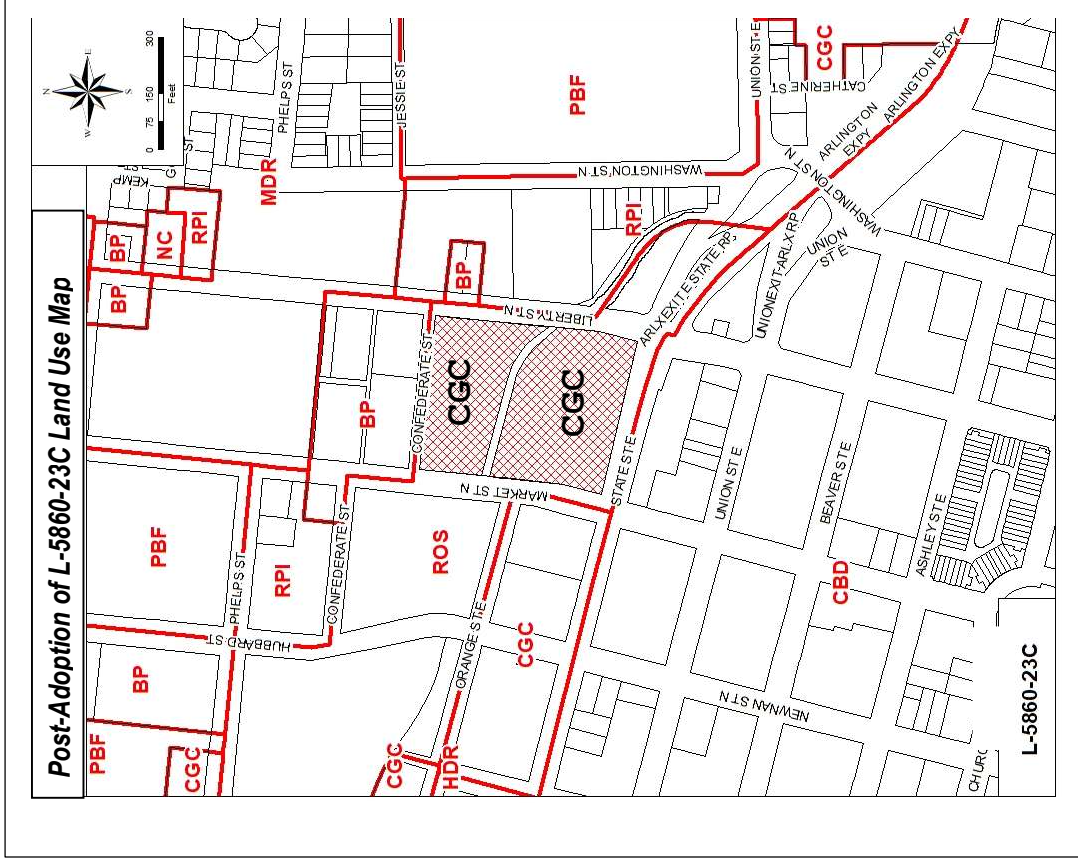 Post-Adoption of L-5860-23C Land Use Map
N
E
S
W
0
75
150
300
Feet
KEMP
ST
PHELPS ST
JESSIE ST
MDR
PBF
UNION ST E
CGC
CATHERINE ST
ARLINGTON EXPY
ARLINGTON
EXPY
WASHINGTON ST N
WASHINGTON ST N
BP
NC
RPI
BP
BP
RPI
LIBERTY ST N
ARLX EXIT E STATE RP
UNION EXIT-ARLX RP
UNION
ST E
CONFEDERATE ST
BP
CGC
CGC
MARKET ST N
STATE ST E
UNION ST E
BEAVER ST E
ASHLEY ST E
PBF
PHELPS ST
RPI
CONFEDERATE ST
ROS
HUBBARD ST
ORANGE ST E
CGC
CBD
NEWNAN ST N
BP
PBF
CGC
CGC
HDR
CHURC
L-5860-23C